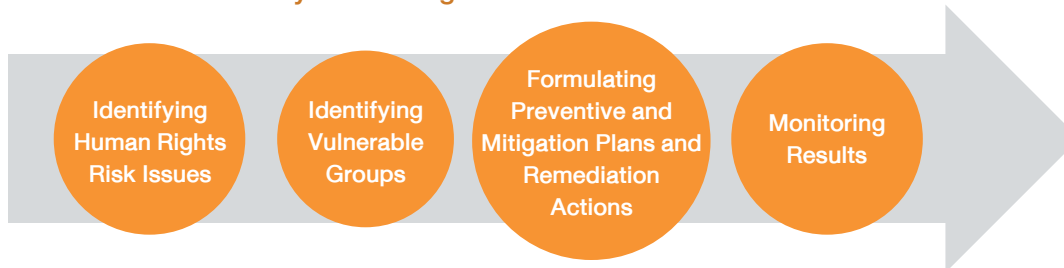 Identifying
Human Rights
Risk Issues
Identifying
Vulnerable
Groups
Formulating
Preventive and
Mitigation Plans and
Remediation
Actions
Monitoring
Results